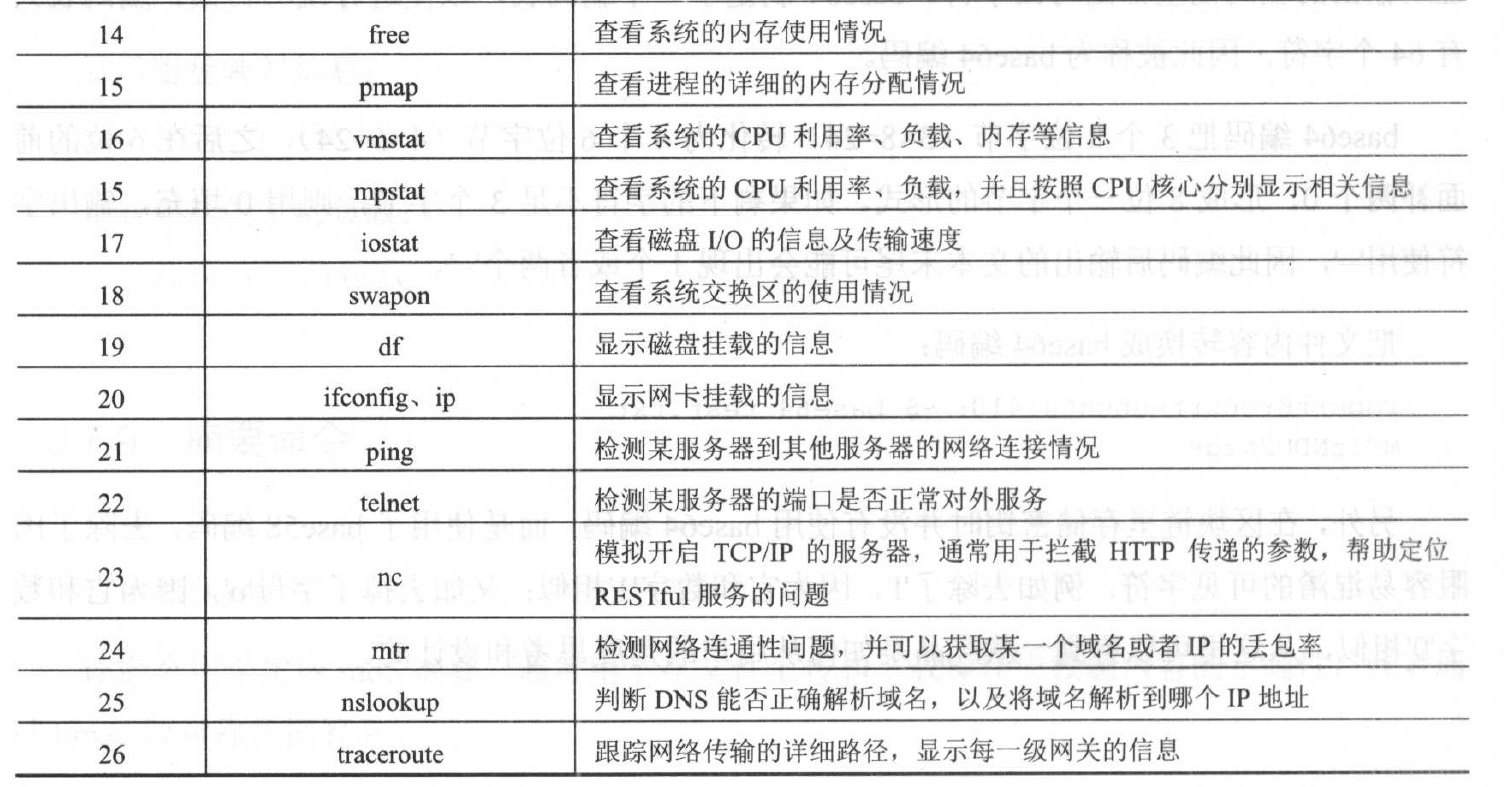 14 free 查看系统的内存使用情况
15 pmap 查看进程的详细的内存分配情况
16 vmstat 查看系统的 CPU 利用率、负载、内存等信息
15 mpstat 查看系统的 CPU 利用率、负载，并且按照 CPU 核心分别显示相关信息
17 iostat 查看磁盘 I/O 的信息及传输速度
18 swapon 查看系统交换区的使用情况
19 df 显示磁盘挂载的信息
20 ifconfig、ip 显示网卡挂载的信息
21 ping 检测某服务器到其他服务器的网络连接情况
22 telnet 检测某服务器的端口是否正常对外服务
23 nc 模拟开启 TCP/IP 的服务器，通常用于拦截 HTTP 传递的参数，帮助定位
RESTful 服务的问题
24 mtr 检测网络连通性问题，并可以获取某一个域名或者 IP 的丢包率
25 nslookup 判断 DNS 能否正确解析域名，以及将域名解析到哪个 IP 地址
26 traceroute 跟踪网络传输的详细路径，显示每一级网关的信息